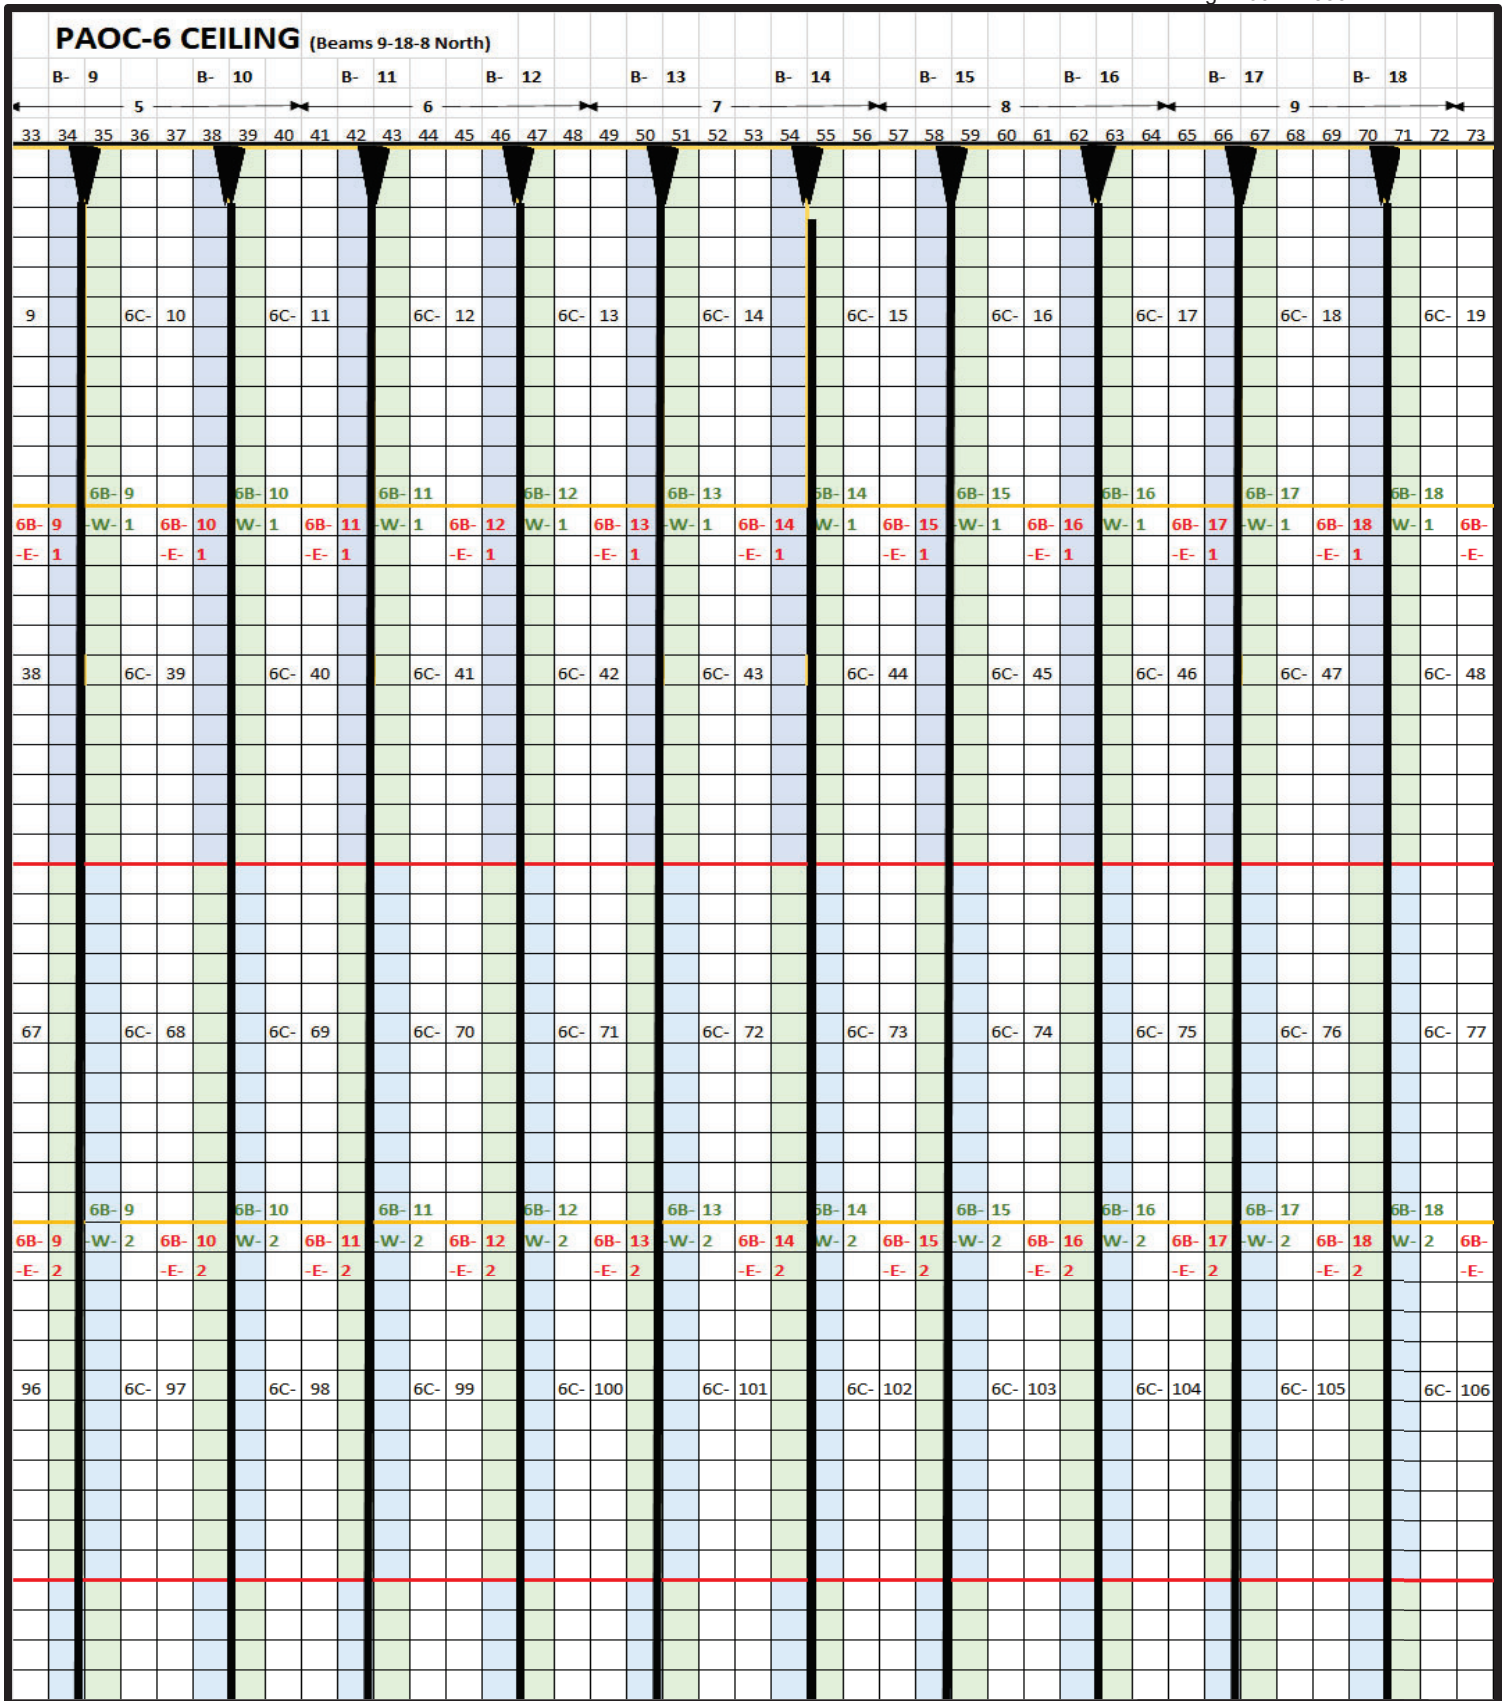 PAOC-6 CEILING (Beams 9-18-8 North)
B- 9 B- 10 B- 11 B- 12 B- 13 B- 14 B- 15 B- 16 B- 17 B- 18
5 6 7 8 9
33 34 35 36 37 38 39 40 41 42 43 44 45 46 47 48 49 50 51 52 53 54 55 56 57 58 59 60 61 62 63 64 65 66 67 68 69 70 71 72 73
9 6C- 10 6C- 11 6C- 12 6C- 13 6C- 14 6C- 15 6C- 16 6C- 17 6C- 18 6C- 19
6B- 9 6B- 10 6B- 11 6B- 12 6B- 13 6B- 14 6B- 15 6B- 16 6B- 17 6B- 18
6B- 9 -W- 1 6B- 10 W- 1 6B- 11 -W- 1 6B- 12 W- 1 6B- 13 -W- 1 6B- 14 W- 1 6B- 15 -W- 1 6B- 16 W- 1 6B- 17 -W- 1 6B- 18 W- 1 6B-
-E- 1 -E- 1 -E- 1 -E- 1 -E- 1 -E- 1 -E- 1 -E- 1 -E- 1 -E- 1 -E-
38 6C- 39 6C- 40 6C- 41 6C- 42 6C- 43 6C- 44 6C- 45 6C- 46 6C- 47 6C- 48
67 6C- 68 6C- 69 6C- 70 6C- 71 6C- 72 6C- 73 6C- 74 6C- 75 6C- 76 6C- 77
6B- 9 6B- 10 6B- 11 6B- 12 6B- 13 6B- 14 6B- 15 6B- 16 6B- 17 6B- 18
6B- 9 -W- 2 6B- 10 W- 2 6B- 11 -W- 2 6B- 12 W- 2 6B- 13 -W- 2 6B- 14 W- 2 6B- 15 -W- 2 6B- 16 W- 2 6B- 17 -W- 2 6B- 18 W- 2 6B-
-E- 2 -E- 2 -E- 2 -E- 2 -E- 2 -E- 2 -E- 2 -E- 2 -E- 2 -E- 2 -E-
96 6C- 97 6C- 98 6C- 99 6C- 100 6C- 101 6C- 102 6C- 103 6C- 104 6C- 105 6C- 106